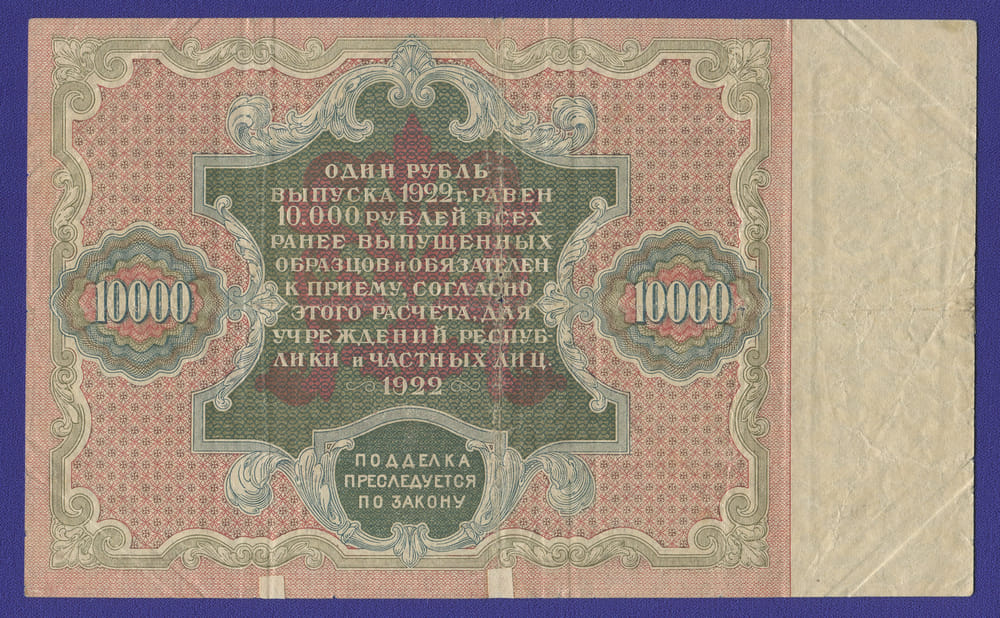 ОДИН РУБЛЬ
ВЫПУСКА 1922 г. РАВЕН
10.000 РУБЛЕЙ ВСЕХ
РАНЕЕ ВЫПУЩЕННЫХ
ОБРАЗЦОВ и ОБЯЗАТЕЛЕН
К ПРИЕМУ, СОГЛАСНО
ЭТОГО РАСЧЕТА, ДЛЯ
УЧРЕЖДЕНИЙ РЕСПУБ-
ЛИКИ и ЧАСТНЫХ ЛИЦ.
1922
10000
10000
ПОДДЕЛКА
ПРЕСЛЕДУЕТСЯ
ПО ЗАКОНУ